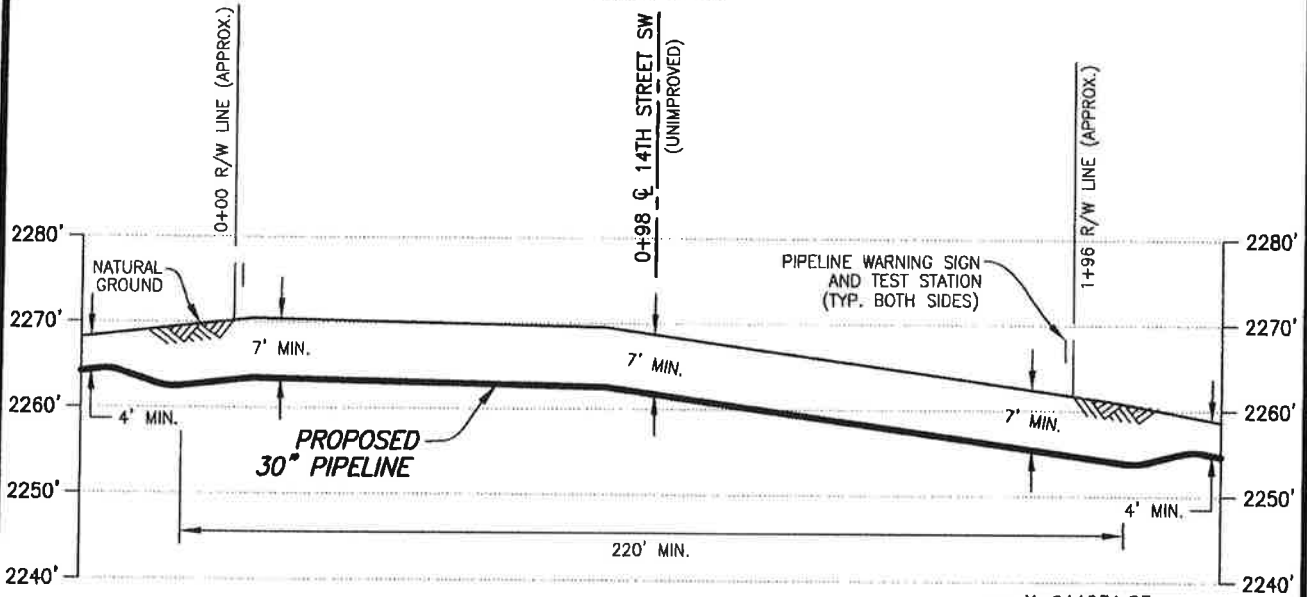 0+00 R/W LINE (APPROX.)
0+98 ℄ 14TH STREET SW
(UNIMPROVED)
1+96 R/W LINE (APPROX.)
2280'
2280'
NATURAL
GROUND
PIPELINE WARNING SIGN
AND TEST STATION
(TYP. BOTH SIDES)
2270'
2270'
7' MIN.
7' MIN.
7' MIN.
2260'
2260'
4' MIN.
PROPOSED
30" PIPELINE
2250'
2250'
4' MIN.
220' MIN.
2240'
2240'